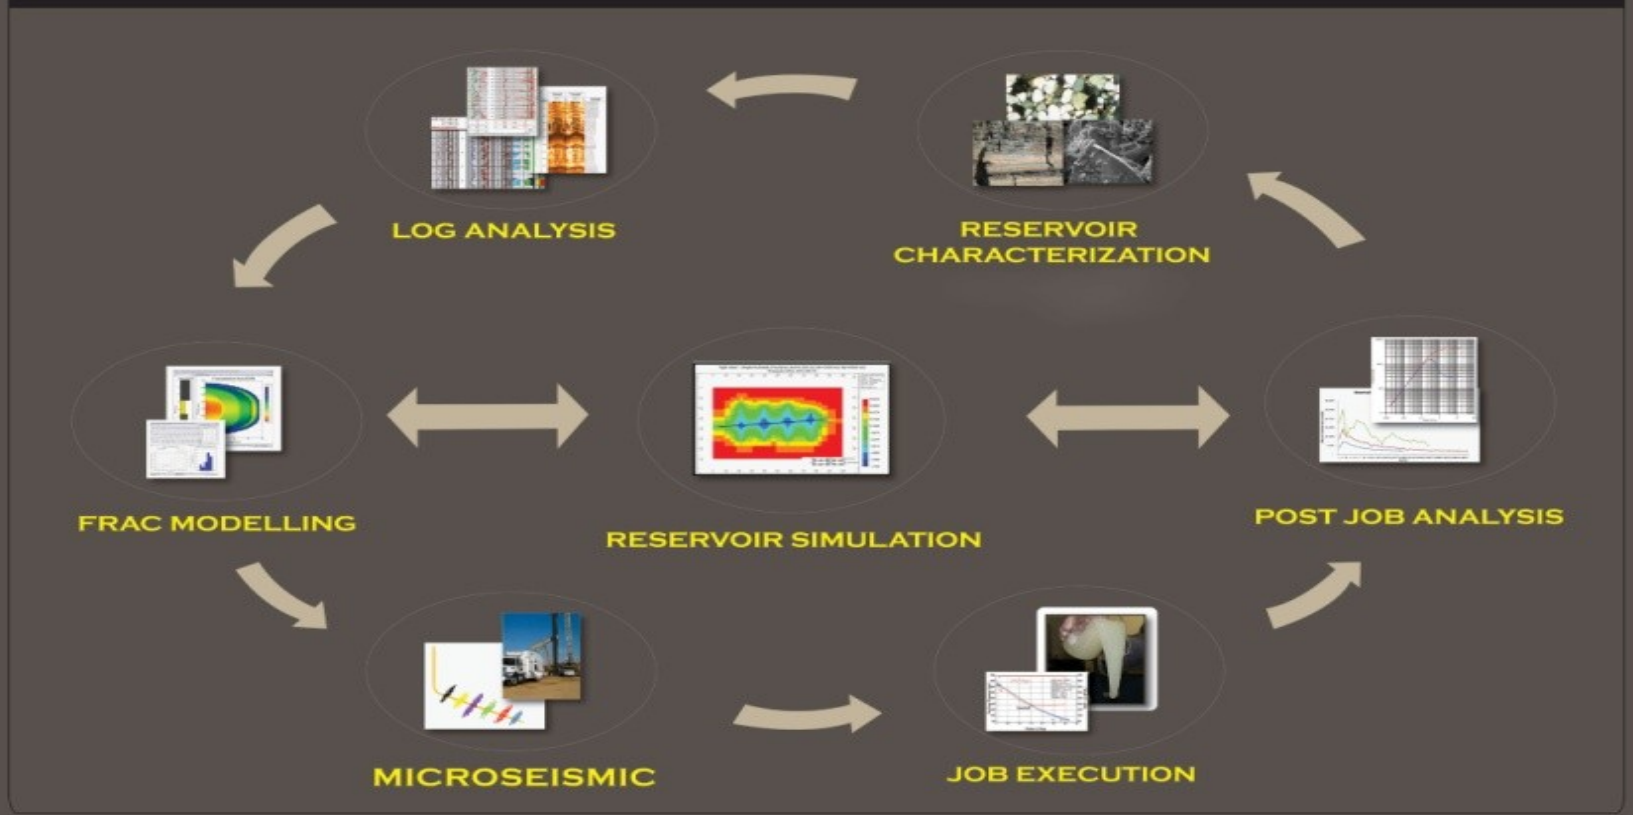 LOG ANALYSIS
RESERVOIR
CHARACTERIZATION
FRAC MODELLING
RESERVOIR SIMULATION
POST JOB ANALYSIS
MICROSEISMIC
JOB EXECUTION